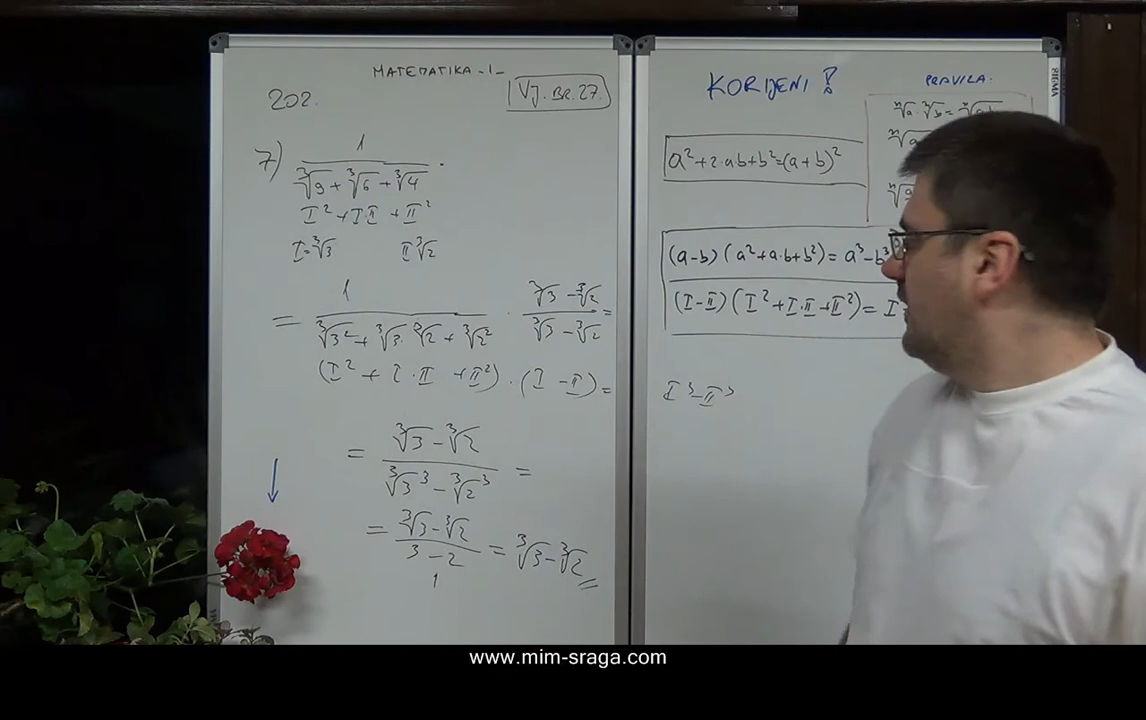 MATEMATIKA -1-
202.
VJ. BR. 27.
7) 1
∛9 + ∛6 + ∛4
I² + I·II + II²
I = ∛3 II ∛2
= 1 / (∛3² + ∛3 · ∛2 + ∛2²) · (∛3 - ∛2) / (∛3 - ∛2) =
(I² + I · II + II²) · (I - II) =
= (∛3 - ∛2) / (∛3³ - ∛2³) =
= (∛3 - ∛2) / (3 - 2) = ∛3 - ∛2
1
KORIJENI !
PRAVILA.
a² + 2·ab + b² = (a + b)²
(a-b) (a² + a·b + b²) = a³ - b³
(I - II) (I² + I·II + II²) = I
I³ - II³
www.mim-sraga.com